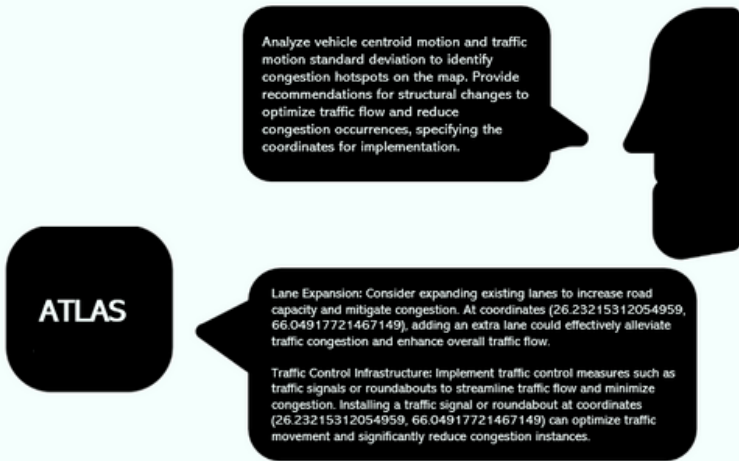 Analyze vehicle centroid motion and traffic
motion standard deviation to identify
congestion hotspots on the map. Provide
recommendations for structural changes to
optimize traffic flow and reduce
congestion occurrences, specifying the
coordinates for implementation.
ATLAS
Lane Expansion: Consider expanding existing lanes to increase road
capacity and mitigate congestion. At coordinates (26.23215312054959,
66.04917721467149), adding an extra lane could effectively alleviate
traffic congestion and enhance overall traffic flow.
Traffic Control Infrastructure: Implement traffic control measures such as
traffic signals or roundabouts to streamline traffic flow and minimize
congestion. Installing a traffic signal or roundabout at coordinates
(26.23215312054959, 66.04917721467149) can optimize traffic
movement and significantly reduce congestion instances.